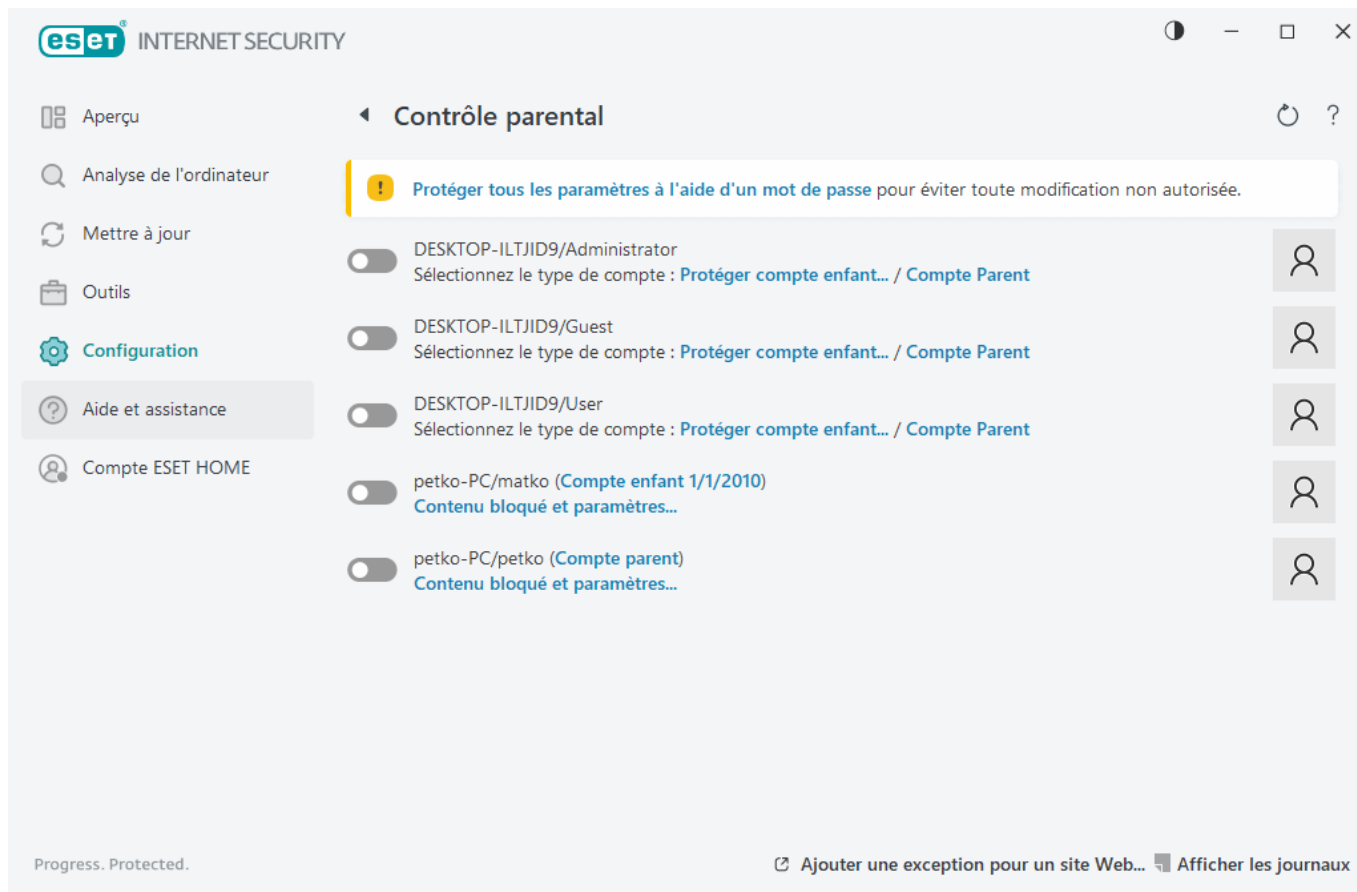 eset® INTERNET SECURITY
Aperçu
Analyse de l'ordinateur
Mettre à jour
Outils
Configuration
Aide et assistance
Compte ESET HOME
Contrôle parental
?
! Protéger tous les paramètres à l'aide d'un mot de passe pour éviter toute modification non autorisée.
DESKTOP-ILTJID9/Administrator
Sélectionnez le type de compte : Protéger compte enfant... / Compte Parent
DESKTOP-ILTJID9/Guest
Sélectionnez le type de compte : Protéger compte enfant... / Compte Parent
DESKTOP-ILTJID9/User
Sélectionnez le type de compte : Protéger compte enfant... / Compte Parent
petko-PC/matko (Compte enfant 1/1/2010)
Contenu bloqué et paramètres...
petko-PC/petko (Compte parent)
Contenu bloqué et paramètres...
Progress. Protected.
Ajouter une exception pour un site Web... Afficher les journaux